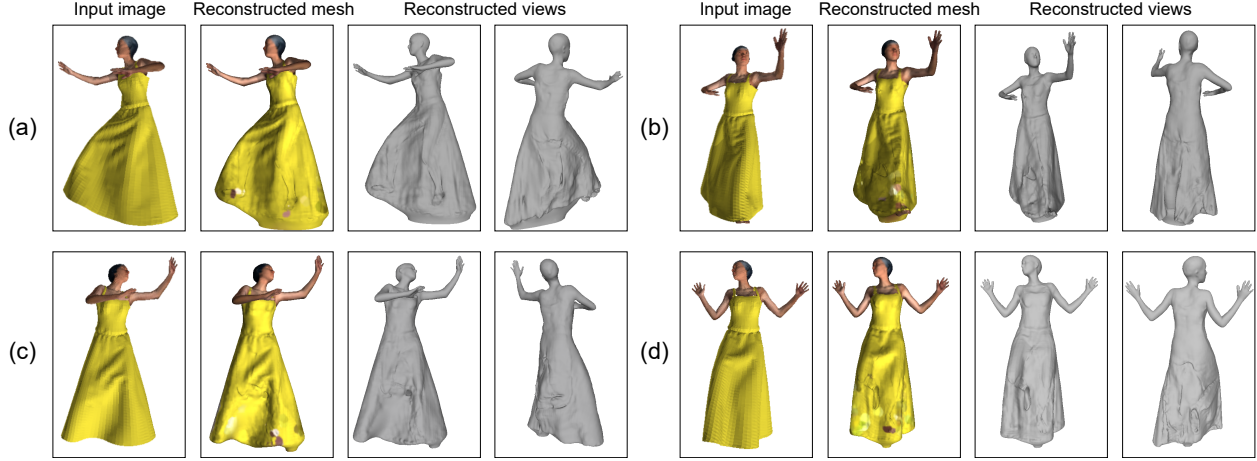 Input image Reconstructed mesh Reconstructed views Input image Reconstructed mesh Reconstructed views
(a) (b)
(c) (d)